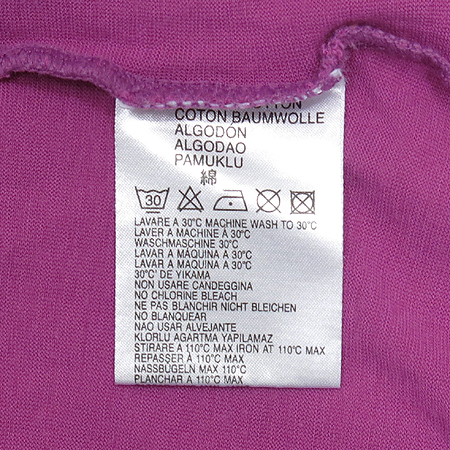 COTTON
COTON BAUMWOLLE
ALGODÓN
ALGODAO
PAMUKLU
綿
30
LAVARE A 30°C MACHINE WASH TO 30°C
LAVER A MACHINE A 30°C
WASCHMASCHINE 30°C
LAVAR A MÁQUINA A 30°C
LAVAR A MAQUINA A 30°C
30°C' DE YIKAMA
NON USARE CANDEGGINA
NO CHLORINE BLEACH
NE PAS BLANCHIR NICHT BLEICHEN
NO BLANQUEAR
NAO USAR ALVEJANTE
KLORLU AGARTMA YAPILAMAZ
STIRARE A 110°C MAX IRON AT 110°C MAX
REPASSER À 110°C MAX
NASSBÜGELN MAX 110°C
PLANCHAR A 110°C MAX